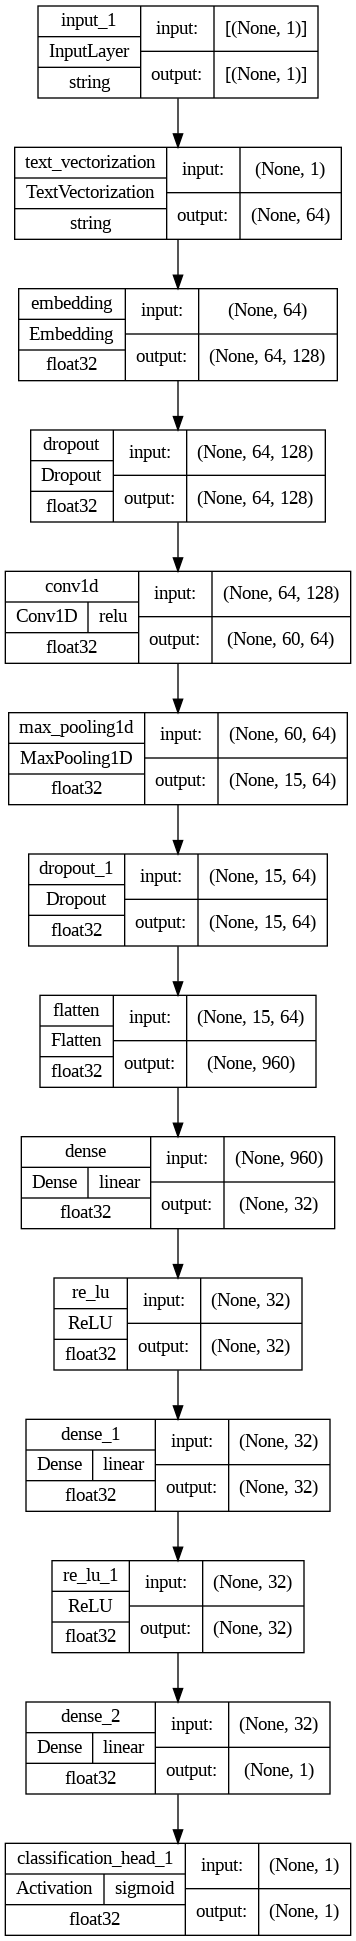 input_1 input: [(None, 1)]
InputLayer
string output: [(None, 1)]
text_vectorization input: (None, 1)
TextVectorization
string output: (None, 64)
embedding input: (None, 64)
Embedding
float32 output: (None, 64, 128)
dropout input: (None, 64, 128)
Dropout
float32 output: (None, 64, 128)
conv1d input: (None, 64, 128)
Conv1D relu
float32 output: (None, 60, 64)
max_pooling1d input: (None, 60, 64)
MaxPooling1D
float32 output: (None, 15, 64)
dropout_1 input: (None, 15, 64)
Dropout
float32 output: (None, 15, 64)
flatten input: (None, 15, 64)
Flatten
float32 output: (None, 960)
dense input: (None, 960)
Dense linear
float32 output: (None, 32)
re_lu input: (None, 32)
ReLU
float32 output: (None, 32)
dense_1 input: (None, 32)
Dense linear
float32 output: (None, 32)
re_lu_1 input: (None, 32)
ReLU
float32 output: (None, 32)
dense_2 input: (None, 32)
Dense linear
float32 output: (None, 1)
classification_head_1 input: (None, 1)
Activation sigmoid
float32 output: (None, 1)